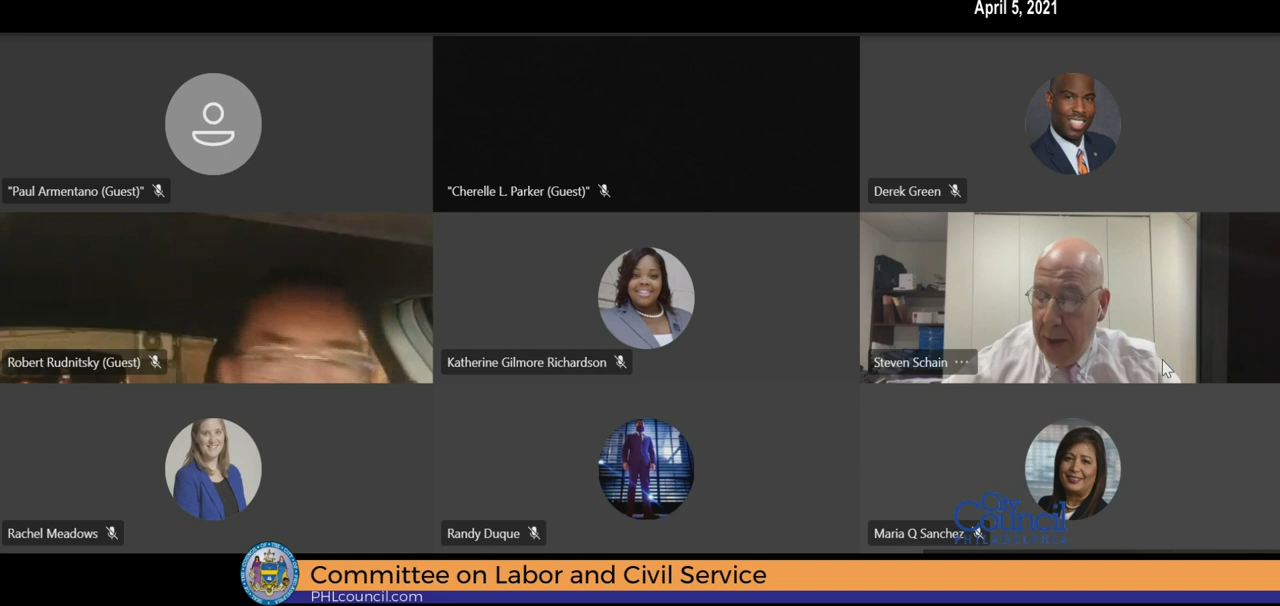 April 5, 2021
"Paul Armentano (Guest)"
"Cherelle L. Parker (Guest)"
Derek Green
Robert Rudnitsky (Guest)
Katherine Gilmore Richardson
Steven Schain ...
Rachel Meadows
Randy Duque
Maria Q Sanchez
City
Council
PHILADELPHIA
Committee on Labor and Civil Service
PHLcouncil.com